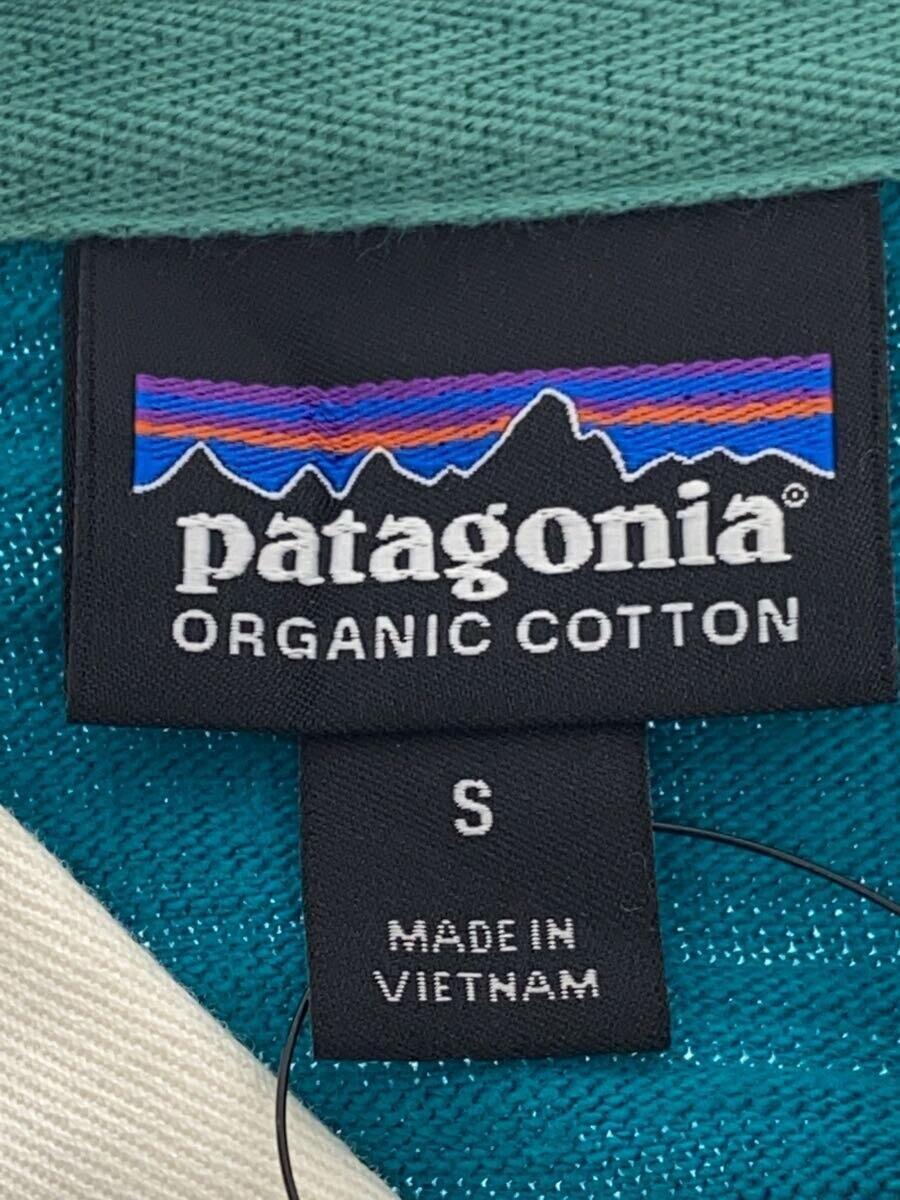 patagonia®
ORGANIC COTTON
S
MADE IN
VIETNAM